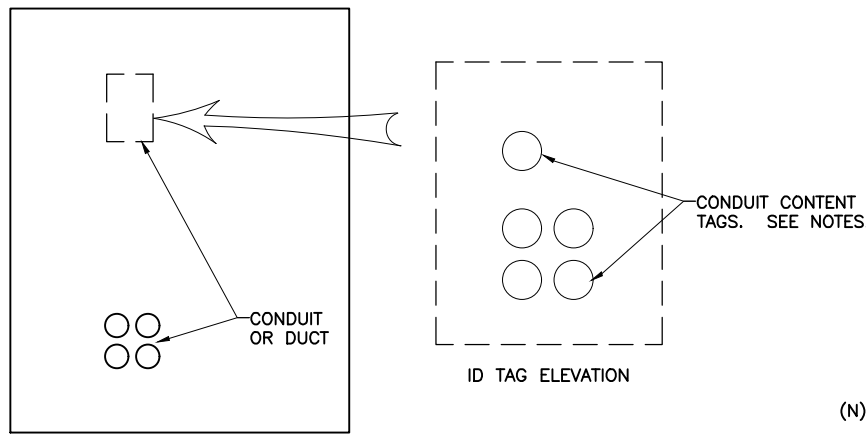 CONDUIT
OR DUCT
CONDUIT CONTENT
TAGS. SEE NOTES
ID TAG ELEVATION
(N)